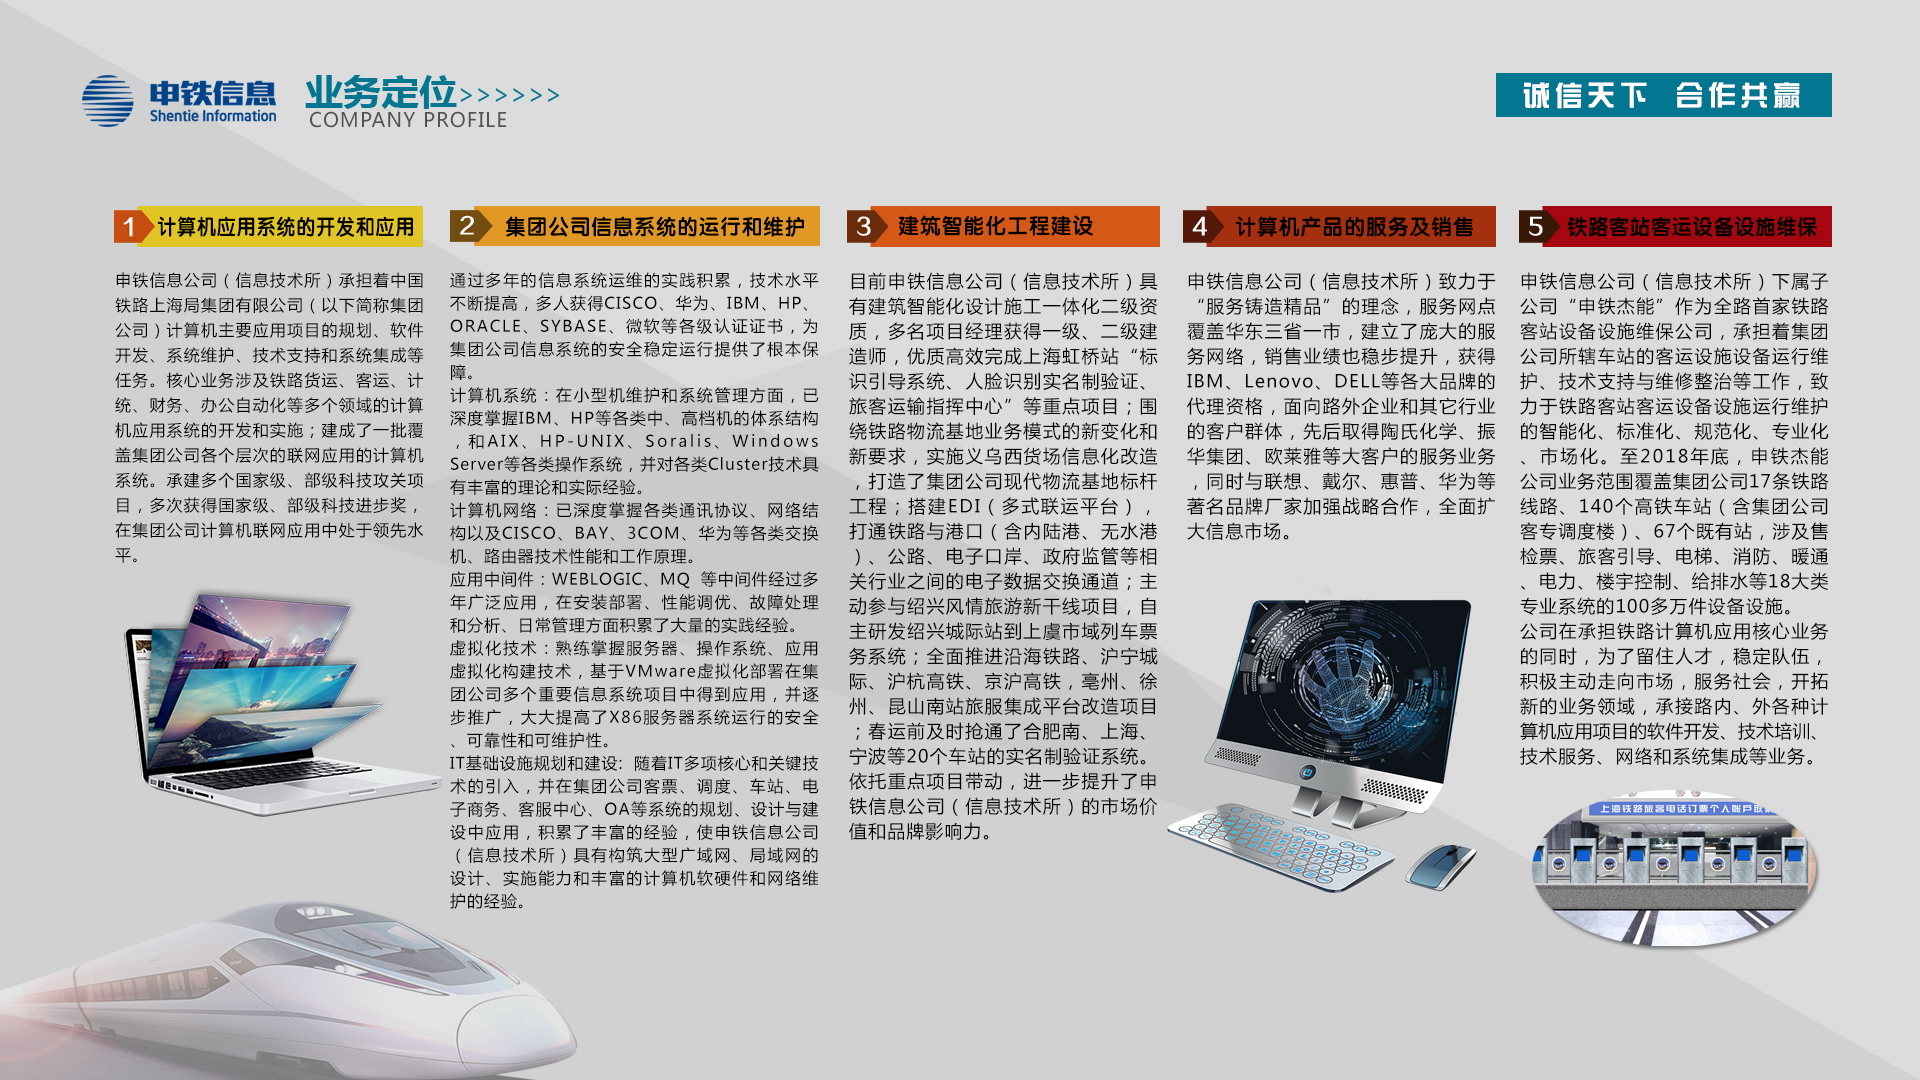 申铁信息
Shentie Information
业务定位>>>>>>
COMPANY PROFILE
诚信天下 合作共赢
1 计算机应用系统的开发和应用
申铁信息公司（信息技术所）承担着中国
铁路上海局集团有限公司（以下简称集团
公司）计算机主要应用项目的规划、软件
开发、系统维护、技术支持和系统集成等
任务。核心业务涉及铁路货运、客运、计
统、财务、办公自动化等多个领域的计算
机应用系统的开发和实施；建成了一批覆
盖集团公司各个层次的联网应用的计算机
系统。承建多个国家级、部级科技攻关项
目，多次获得国家级、部级科技进步奖，
在集团公司计算机联网应用中处于领先水
平。
2 集团公司信息系统的运行和维护
通过多年的信息系统运维的实践积累，技术水平
不断提高，多人获得CISCO、华为、IBM、HP、
ORACLE、SYBASE、微软等各级认证证书，为
集团公司信息系统的安全稳定运行提供了根本保
障。
计算机系统：在小型机维护和系统管理方面，已
深度掌握IBM、HP等各类中、高档机的体系结构
，和AIX、HP-UNIX、Soralis、Windows
Server等各类操作系统，并对各类Cluster技术具
有丰富的理论和实际经验。
计算机网络：已深度掌握各类通讯协议、网络结
构以及CISCO、BAY、3COM、华为等各类交换
机、路由器技术性能和工作原理。
应用中间件：WEBLOGIC、MQ 等中间件经过多
年广泛应用，在安装部署、性能调优、故障处理
和分析、日常管理方面积累了大量的实践经验。
虚拟化技术：熟练掌握服务器、操作系统、应用
虚拟化构建技术，基于VMware虚拟化部署在集
团公司多个重要信息系统项目中得到应用，并逐
步推广，大大提高了X86服务器系统运行的安全
、可靠性和可维护性。
IT基础设施规划和建设：随着IT多项核心和关键技
术的引入，并在集团公司客票、调度、车站、电
子商务、客服中心、OA等系统的规划、设计与建
设中应用，积累了丰富的经验，使申铁信息公司
（信息技术所）具有构筑大型广域网、局域网的
设计、实施能力和丰富的计算机软硬件和网络维
护的经验。
3 建筑智能化工程建设
目前申铁信息公司（信息技术所）具
有建筑智能化设计施工一体化二级资
质，多名项目经理获得一级、二级建
造师，优质高效完成上海虹桥站“标
识引导系统、人脸识别实名制验证、
旅客运输指挥中心”等重点项目；围
绕铁路物流基地业务模式的新变化和
新要求，实施义乌西货场信息化改造
，打造了集团公司现代物流基地标杆
工程；搭建EDI（多式联运平台），
打通铁路与港口（含内陆港、无水港
）、公路、电子口岸、政府监管等相
关行业之间的电子数据交换通道；主
动参与绍兴风情旅游新干线项目，自
主研发绍兴城际站到上虞市域列车票
务系统；全面推进沿海铁路、沪宁城
际、沪杭高铁、京沪高铁，亳州、徐
州、昆山南站旅服集成平台改造项目
；春运前及时抢通了合肥南、上海、
宁波等20个车站的实名制验证系统。
依托重点项目带动，进一步提升了申
铁信息公司（信息技术所）的市场价
值和品牌影响力。
4 计算机产品的服务及销售
申铁信息公司（信息技术所）致力于
“服务铸造精品”的理念，服务网点
覆盖华东三省一市，建立了庞大的服
务网络，销售业绩也稳步提升，获得
IBM、Lenovo、DELL等各大品牌的
代理资格，面向路外企业和其它行业
的客户群体，先后取得陶氏化学、振
华集团、欧莱雅等大客户的服务业务
，同时与联想、戴尔、惠普、华为等
著名品牌厂家加强战略合作，全面扩
大信息市场。
5 铁路客站客运设备设施维保
申铁信息公司（信息技术所）下属子
公司“申铁杰能”作为全路首家铁路
客站设备设施维保公司，承担着集团
公司所辖车站的客运设施设备运行维
护、技术支持与维修整治等工作，致
力于铁路客站客运设备设施运行维护
的智能化、标准化、规范化、专业化
、市场化。至2018年底，申铁杰能
公司业务范围覆盖集团公司17条铁路
线路、140个高铁车站（含集团公司
客专调度楼）、67个既有站，涉及售
检票、旅客引导、电梯、消防、暖通
、电力、楼宇控制、给排水等18大类
专业系统的100多万件设备设施。
公司在承担铁路计算机应用核心业务
的同时，为了留住人才，稳定队伍，
积极主动走向市场，服务社会，开拓
新的业务领域，承接路内、外各种计
算机应用项目的软件开发、技术培训、
技术服务、网络和系统集成等业务。
上海铁路旅客电话订票个人帐户取